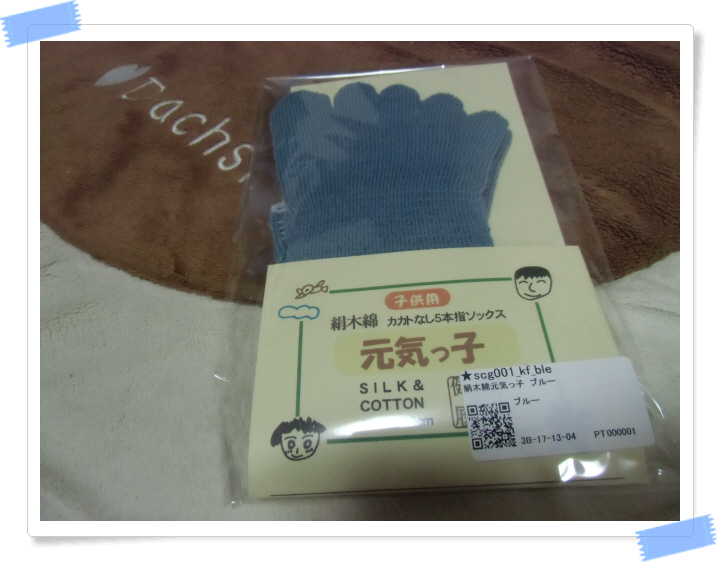 Dachs
子供用
絹木綿 カカトなし5本指ソックス
元気っ子
SILK &
COTTON
cm
★scg001_kf_ble
絹木綿元気っ子 ブルー
ブルー
3B-17-13-04 PT000001